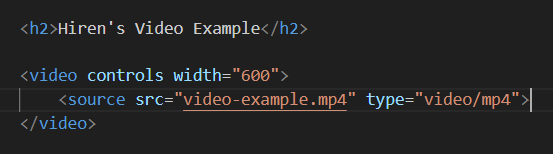 <h2>Hiren's Video Example</h2>
<video controls width="600">
<source src="video-example.mp4" type="video/mp4">
</video>